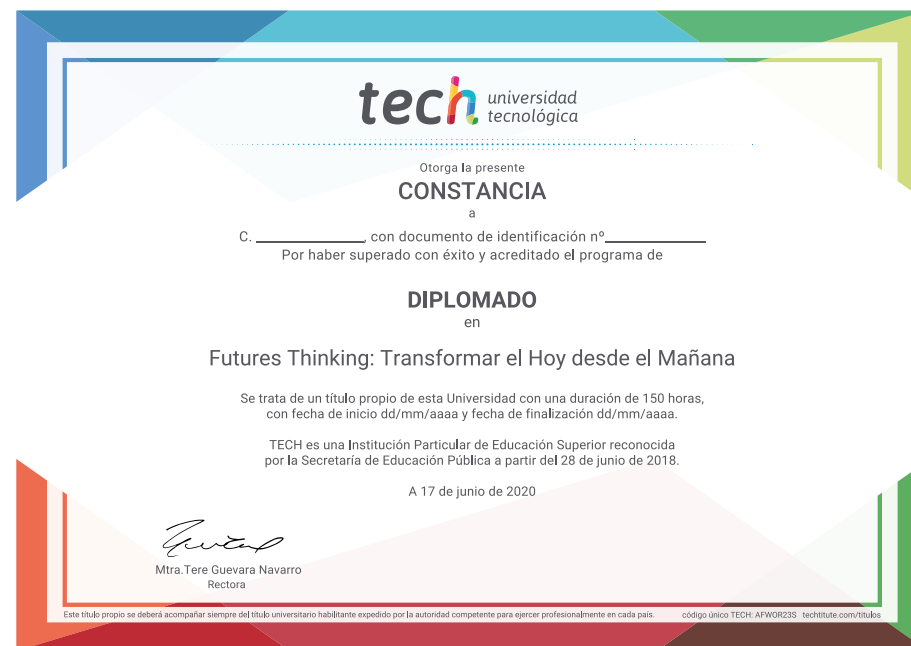 tech universidad
tecnológica
Otorga la presente
CONSTANCIA
a
C. ____________, con documento de identificación nº____________
Por haber superado con éxito y acreditado el programa de
DIPLOMADO
en
Futures Thinking: Transformar el Hoy desde el Mañana
Se trata de un título propio de esta Universidad con una duración de 150 horas,
con fecha de inicio dd/mm/aaaa y fecha de finalización dd/mm/aaaa.
TECH es una Institución Particular de Educación Superior reconocida
por la Secretaría de Educación Pública a partir del 28 de junio de 2018.
A 17 de junio de 2020
Mtra.Tere Guevara Navarro
Rectora
Este título propio se deberá acompañar siempre del título universitario habilitante expedido por la autoridad competente para ejercer profesionalmente en cada país. código único TECH: AFWOR23S techtitute.com/titulos